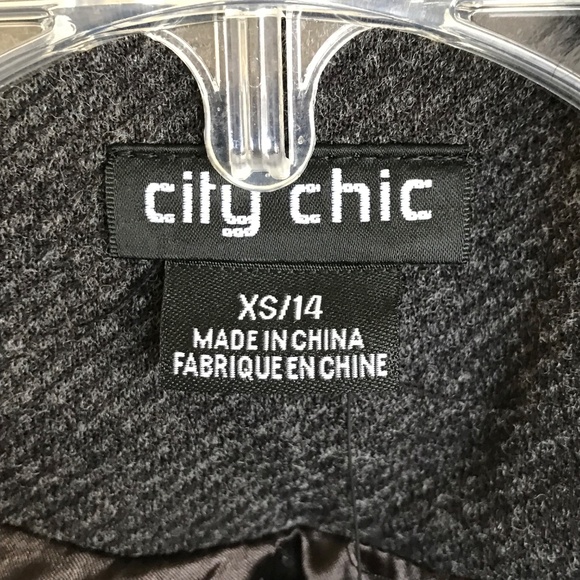 city chic
XS/14
MADE IN CHINA
FABRIQUE EN CHINE